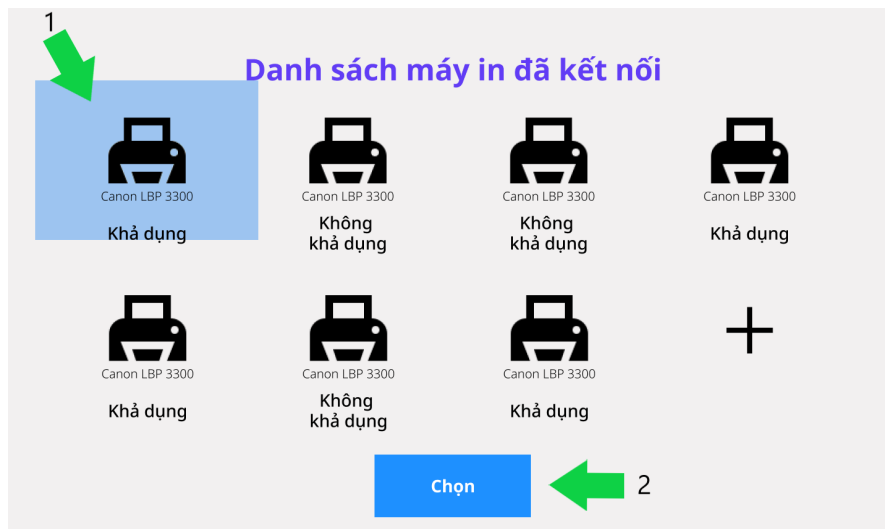 1
Danh sách máy in đã kết nối
Canon LBP 3300
Khả dụng
Canon LBP 3300
Không
khả dụng
Canon LBP 3300
Không
khả dụng
Canon LBP 3300
Khả dụng
Canon LBP 3300
Khả dụng
Canon LBP 3300
Không
khả dụng
Canon LBP 3300
Khả dụng
Chọn
2